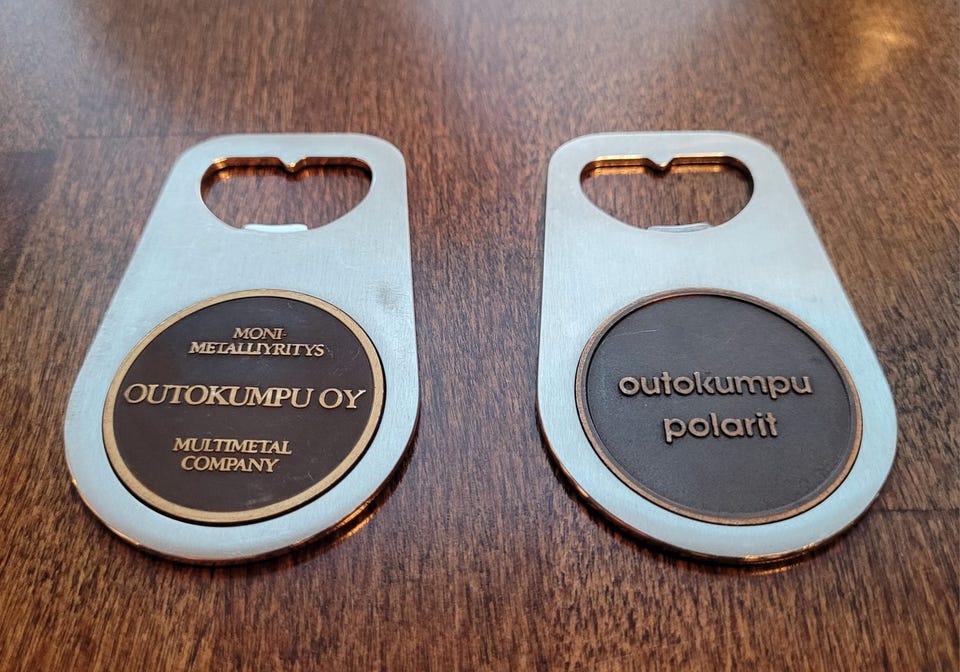 MONI-
METALLIYRITYS
OUTOKUMPU OY
MULTIMETAL
COMPANY
outokumpu
polarit